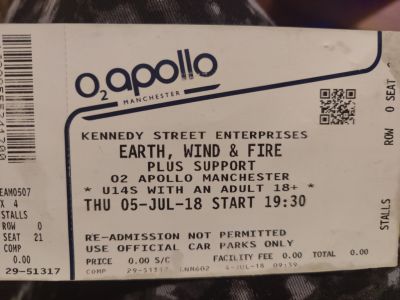 O2 apollo
MANCHESTER
KENNEDY STREET ENTERPRISES
EARTH, WIND & FIRE
PLUS SUPPORT
O2 APOLLO MANCHESTER
* U14S WITH AN ADULT 18+ *
THU 05-JUL-18 START 19:30
RE-ADMISSION NOT PERMITTED
USE OFFICIAL CAR PARKS ONLY
PRICE 0.00 S/C FACILITY FEE 0.00 0.00
COMP 29-51317
EAM0507
X 4
STALLS
ROW 0
SEAT 21
COMP
0.00
29-51317
ROW O SEAT
STALLS